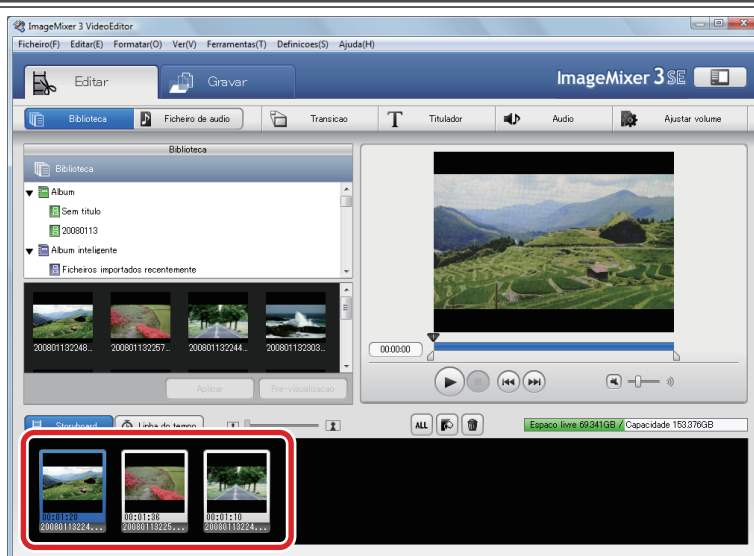 ImageMixer 3 VideoEditor
Ficheiro(F) Editar(E) Formatar(O) Ver(V) Ferramentas(T) Definicoes(S) Ajuda(H)
Editar Gravar ImageMixer 3 SE
Biblioteca Ficheiro de audio Transicao Titulador Audio Ajustar volume
Biblioteca
Biblioteca
Album
Sem titulo
20080113
Album inteligente
Ficheiros importados recentemente
200801132248... 200801132257... 200801132244... 200801132303...
00:00:00
Aplicar Pre-visualizacao
Storyboard Linha do tempo ALL Espaco livre 69.341GB / Capacidade 153.376GB
00:01:20 00:01:36 00:01:10
20080113224... 20080113225... 20080113224...